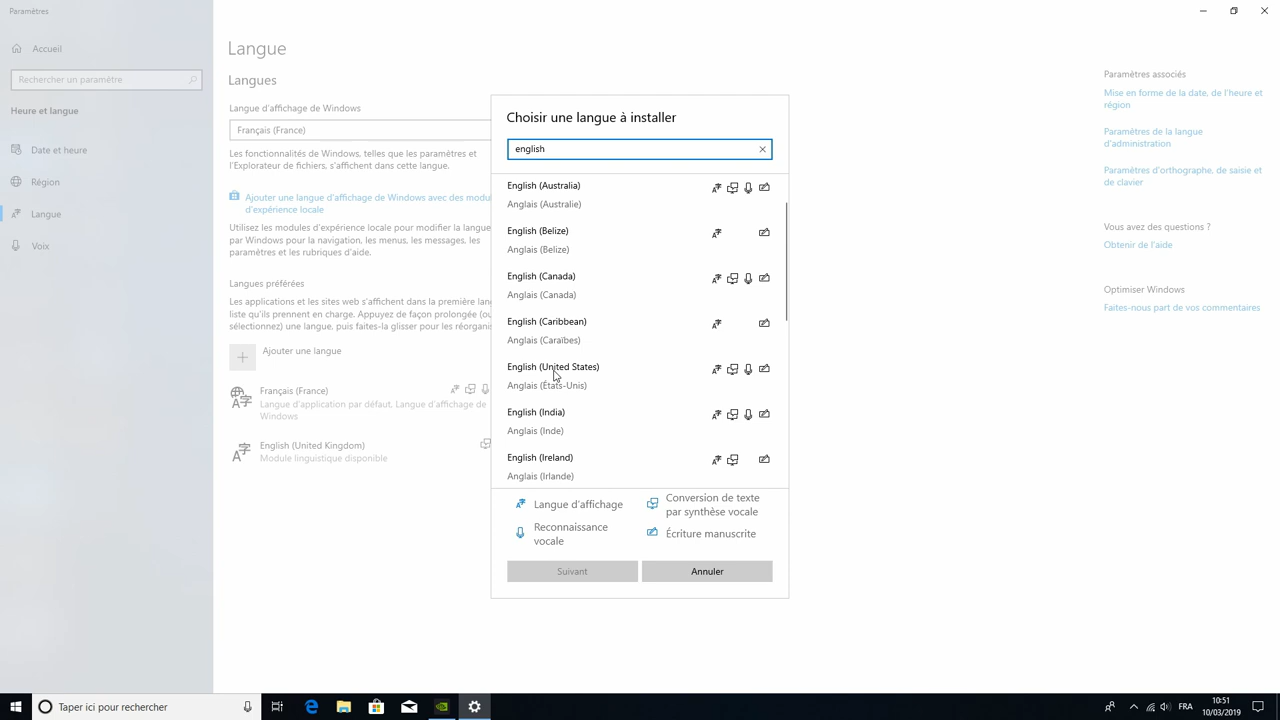 Paramètres
Accueil
Rechercher un paramètre
Heure et langue
Date et heure
Région
Langue
Voix
Langue
Langues
Langue d'affichage de Windows
Français (France)
Les fonctionnalités de Windows, telles que les paramètres et
l'Explorateur de fichiers, s'affichent dans cette langue.
Ajouter une langue d'affichage de Windows avec des modu
d'expérience locale
Utilisez les modules d'expérience locale pour modifier la langue
par Windows pour la navigation, les menus, les messages, les
paramètres et les rubriques d'aide.
Langues préférées
Les applications et les sites web s'affichent dans la première lan
liste qu'ils prennent en charge. Appuyez de façon prolongée (ou
sélectionnez) une langue, puis faites-la glisser pour les réorganis
Ajouter une langue
Français (France)
Langue d'application par défaut, Langue d'affichage de
Windows
English (United Kingdom)
Module linguistique disponible
Choisir une langue à installer
english
English (Australia)
Anglais (Australie)
English (Belize)
Anglais (Belize)
English (Canada)
Anglais (Canada)
English (Caribbean)
Anglais (Caraïbes)
English (United States)
Anglais (États-Unis)
English (India)
Anglais (Inde)
English (Ireland)
Anglais (Irlande)
Langue d'affichage
Conversion de texte
par synthèse vocale
Reconnaissance
vocale
Écriture manuscrite
Suivant
Annuler
Paramètres associés
Mise en forme de la date, de l'heure et
région
Paramètres de la langue
d'administration
Paramètres d'orthographe, de saisie et
de clavier
Vous avez des questions ?
Obtenir de l'aide
Optimiser Windows
Faites-nous part de vos commentaires
Taper ici pour rechercher
FRA
10:51
10/03/2019